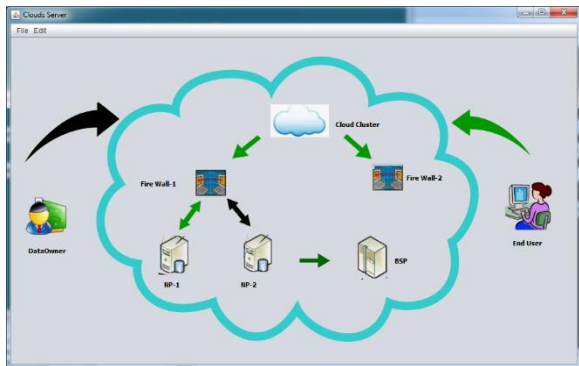 Clouds Server
File Edit
Cloud Cluster
Fire Wall-1
Fire Wall-2
DataOwner
End User
NP-1
NP-2
BSP